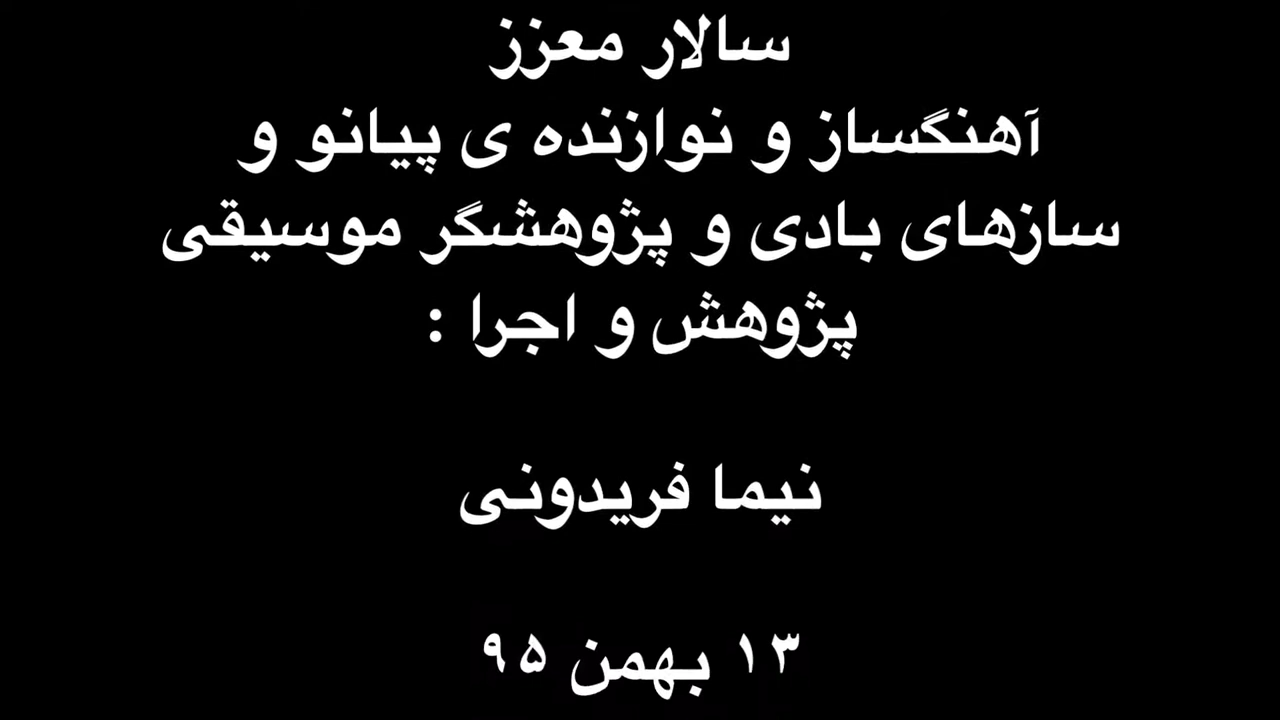 سالار معزز
آهنگساز و نوازنده ی پیانو و
سازهای بادی و پژوهشگر موسیقی
پژوهش و اجرا :
نیما فریدونی
۱۳ بهمن ۹۵